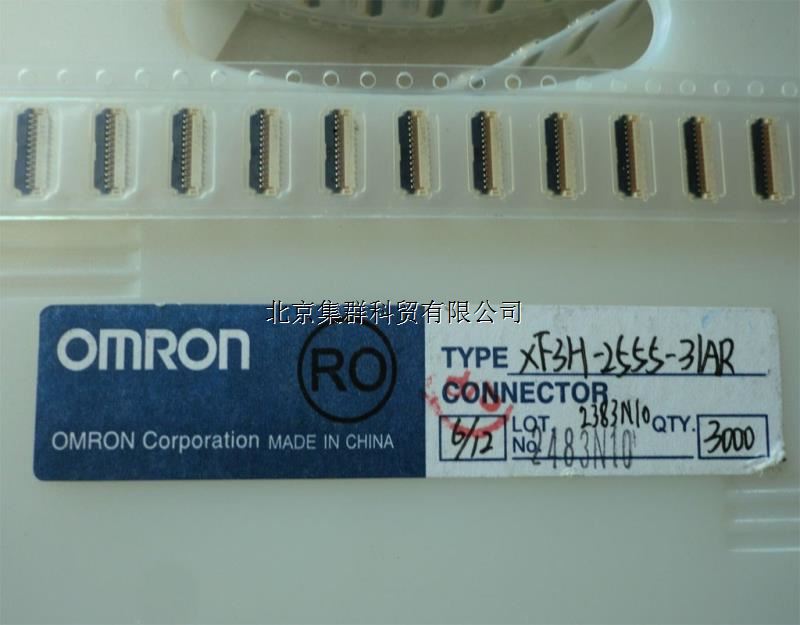 北京集群科贸有限公司
OMRON
RO
OMRON Corporation MADE IN CHINA
TYPE XF3H-2555-31AR
CONNECTOR
6/12 LOT NO. 2383N10 QTY. 3000
2483N10